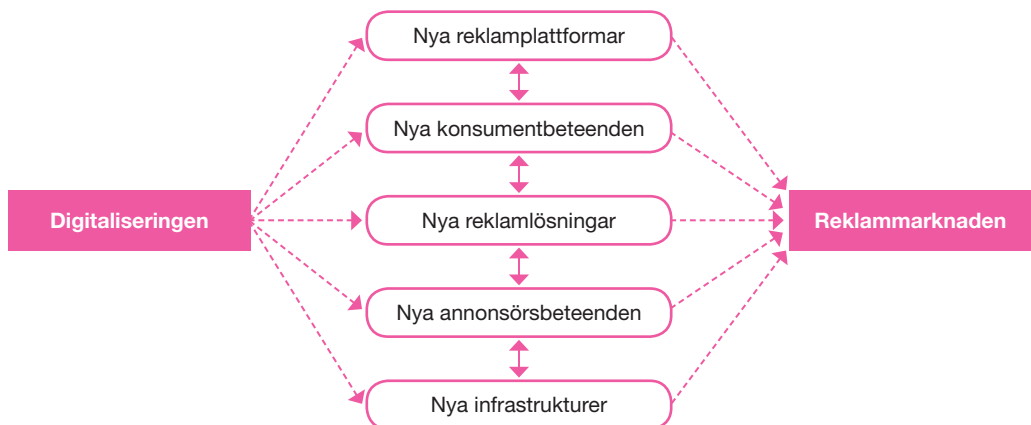 Nya reklamplattformar
Nya konsumentbeteenden
Digitaliseringen
Nya reklamlösningar
Reklammarknaden
Nya annonsörsbeteenden
Nya infrastrukturer